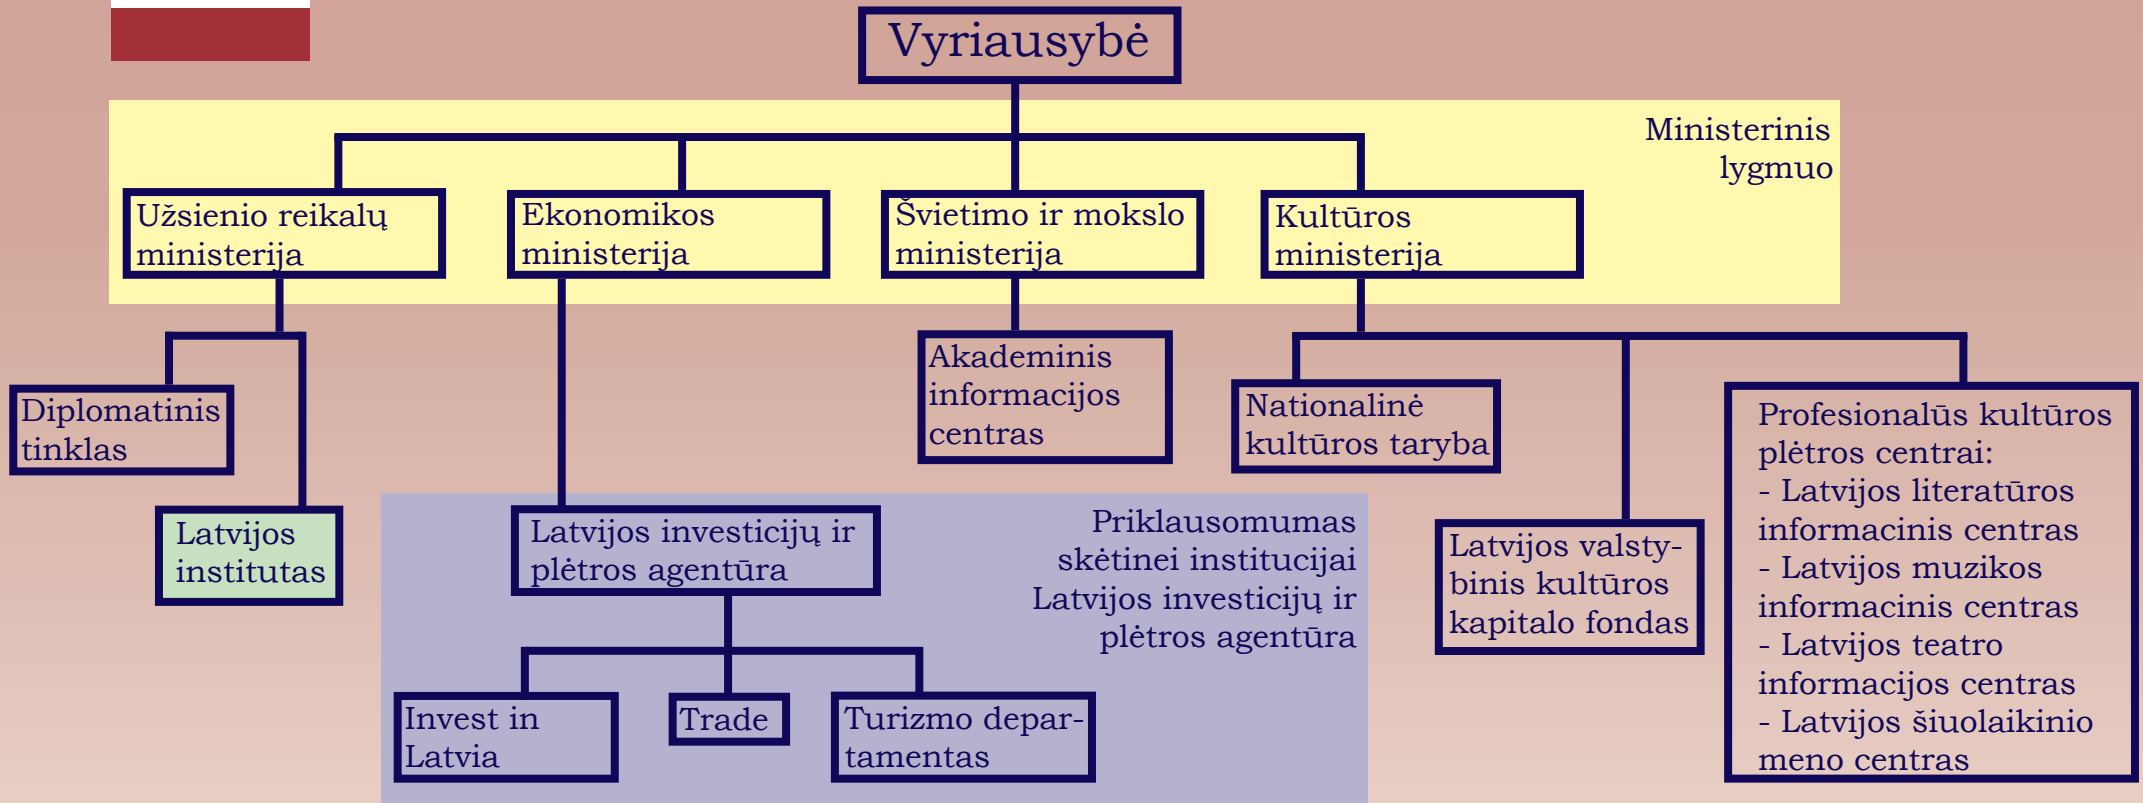 Vyriausybė
Ministerinis
lygmuo
Užsienio reikalų
ministerija
Ekonomikos
ministerija
Švietimo ir mokslo
ministerija
Kultūros
ministerija
Diplomatinis
tinklas
Latvijos
institutas
Akademinis
informacijos
centras
Nationalinė
kultūros taryba
Latvijos valsty-
binis kultūros
kapitalo fondas
Profesionalūs kultūros
plėtros centrai:
- Latvijos literatūros
informacinis centras
- Latvijos muzikos
informacinis centras
- Latvijos teatro
informacijos centras
- Latvijos šiuolaikinio
meno centras
Latvijos investicijų ir
plėtros agentūra
Priklausomumas
skėtinei institucijai
Latvijos investicijų ir
plėtros agentūra
Invest in
Latvia
Trade
Turizmo depar-
tamentas